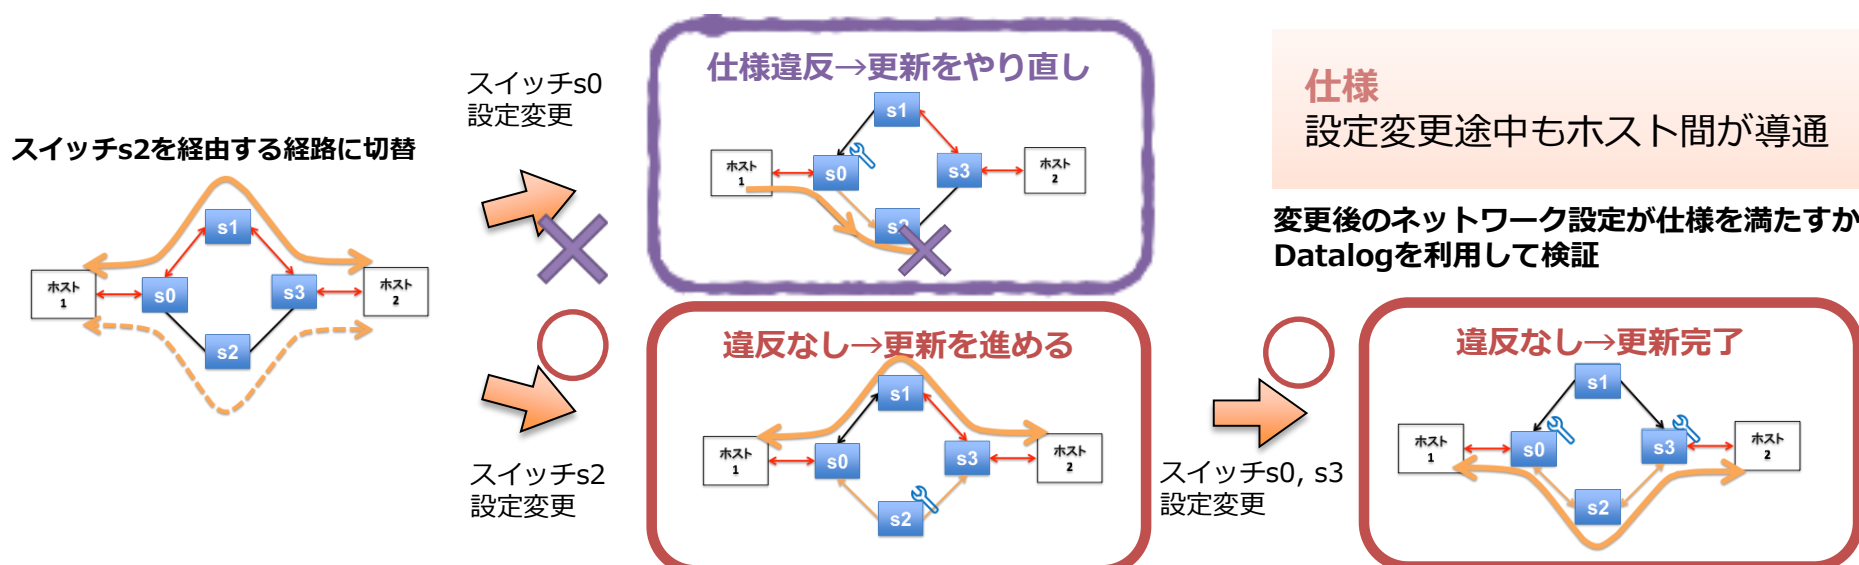 スイッチs2を経由する経路に切替
s1
ホスト
1
s0
s3
ホスト
2
s2
スイッチs0
設定変更
仕様違反→更新をやり直し
s1
ホスト
1
s0
s3
ホスト
2
s2
スイッチs2
設定変更
違反なし→更新を進める
s1
ホスト
1
s0
s3
ホスト
2
s2
仕様
設定変更途中もホスト間が導通
変更後のネットワーク設定が仕様を満たすか
Datalogを利用して検証
スイッチs0, s3
設定変更
違反なし→更新完了
s1
ホスト
1
s0
s3
ホスト
2
s2